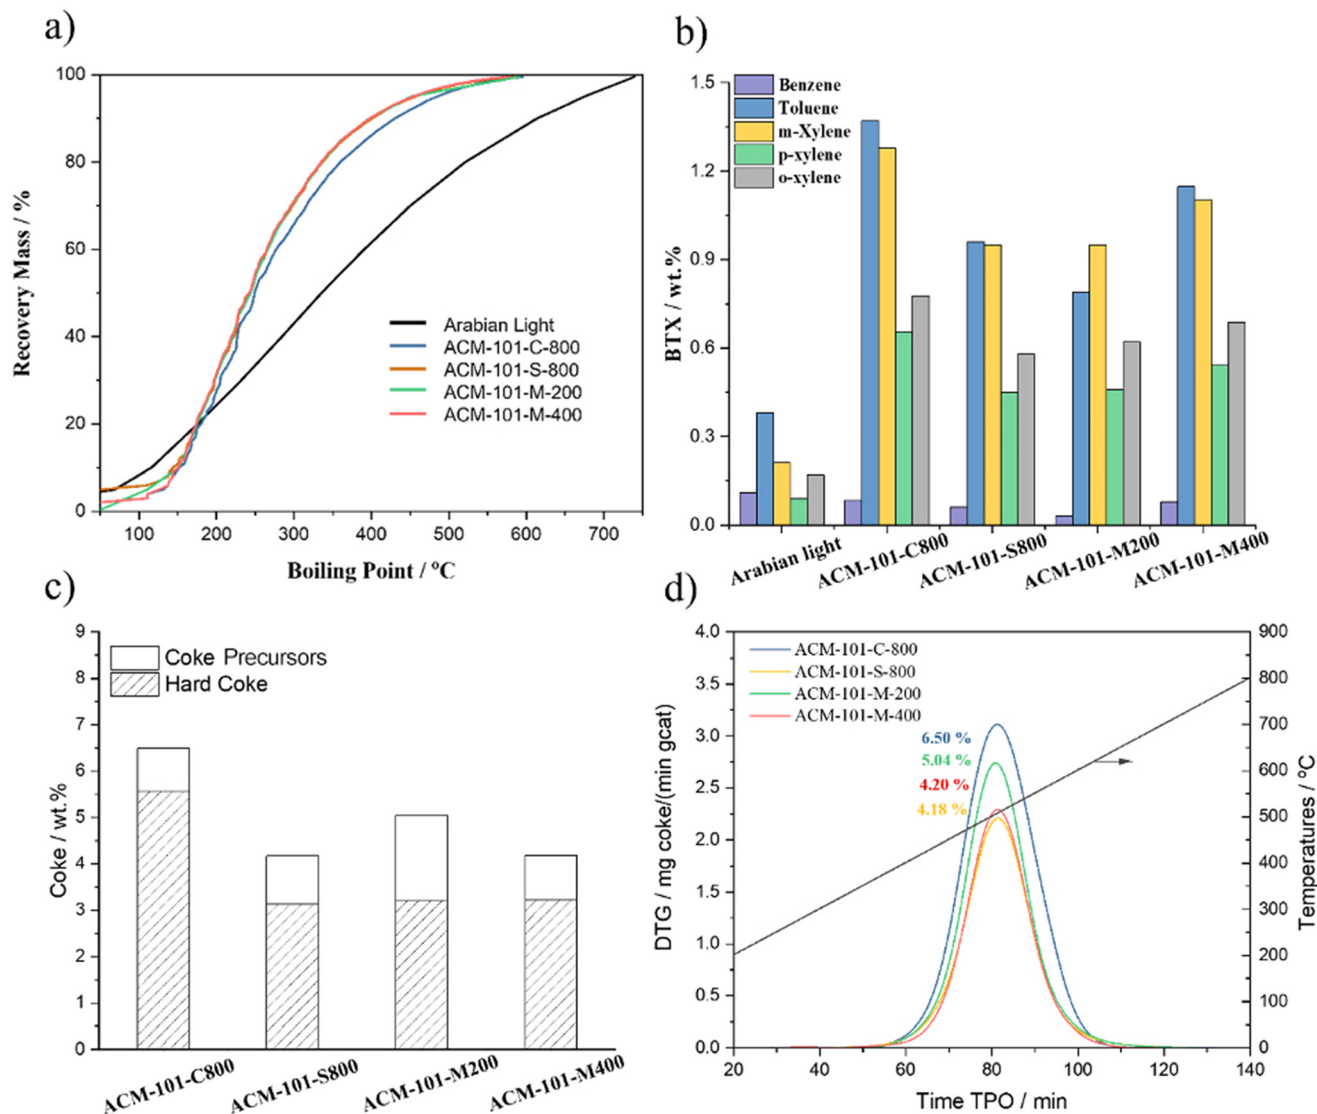 a)
100
80
60
40
20
0
Recovery Mass / %
Arabian Light
ACM-101-C-800
ACM-101-S-800
ACM-101-M-200
ACM-101-M-400
100 200 300 400 500 600 700
Boiling Point / ºC
b)
1.5
1.2
0.9
0.6
0.3
0.0
BTX / wt.%
Benzene
Toluene
m-Xylene
p-xylene
o-xylene
Arabian light
ACM-101-C800
ACM-101-S800
ACM-101-M200
ACM-101-M400
c)
9
8
7
6
5
4
3
2
1
0
Coke / wt.%
Coke Precursors
Hard Coke
ACM-101-C800
ACM-101-S800
ACM-101-M200
ACM-101-M400
d)
4.0
3.5
3.0
2.5
2.0
1.5
1.0
0.5
0.0
DTG / mg coke/(min gcat)
ACM-101-C-800
ACM-101-S-800
ACM-101-M-200
ACM-101-M-400
6.50 %
5.04 %
4.20 %
4.18 %
900
800
700
600
500
400
300
200
100
0
Temperatures / ºC
20 40 60 80 100 120 140
Time TPO / min